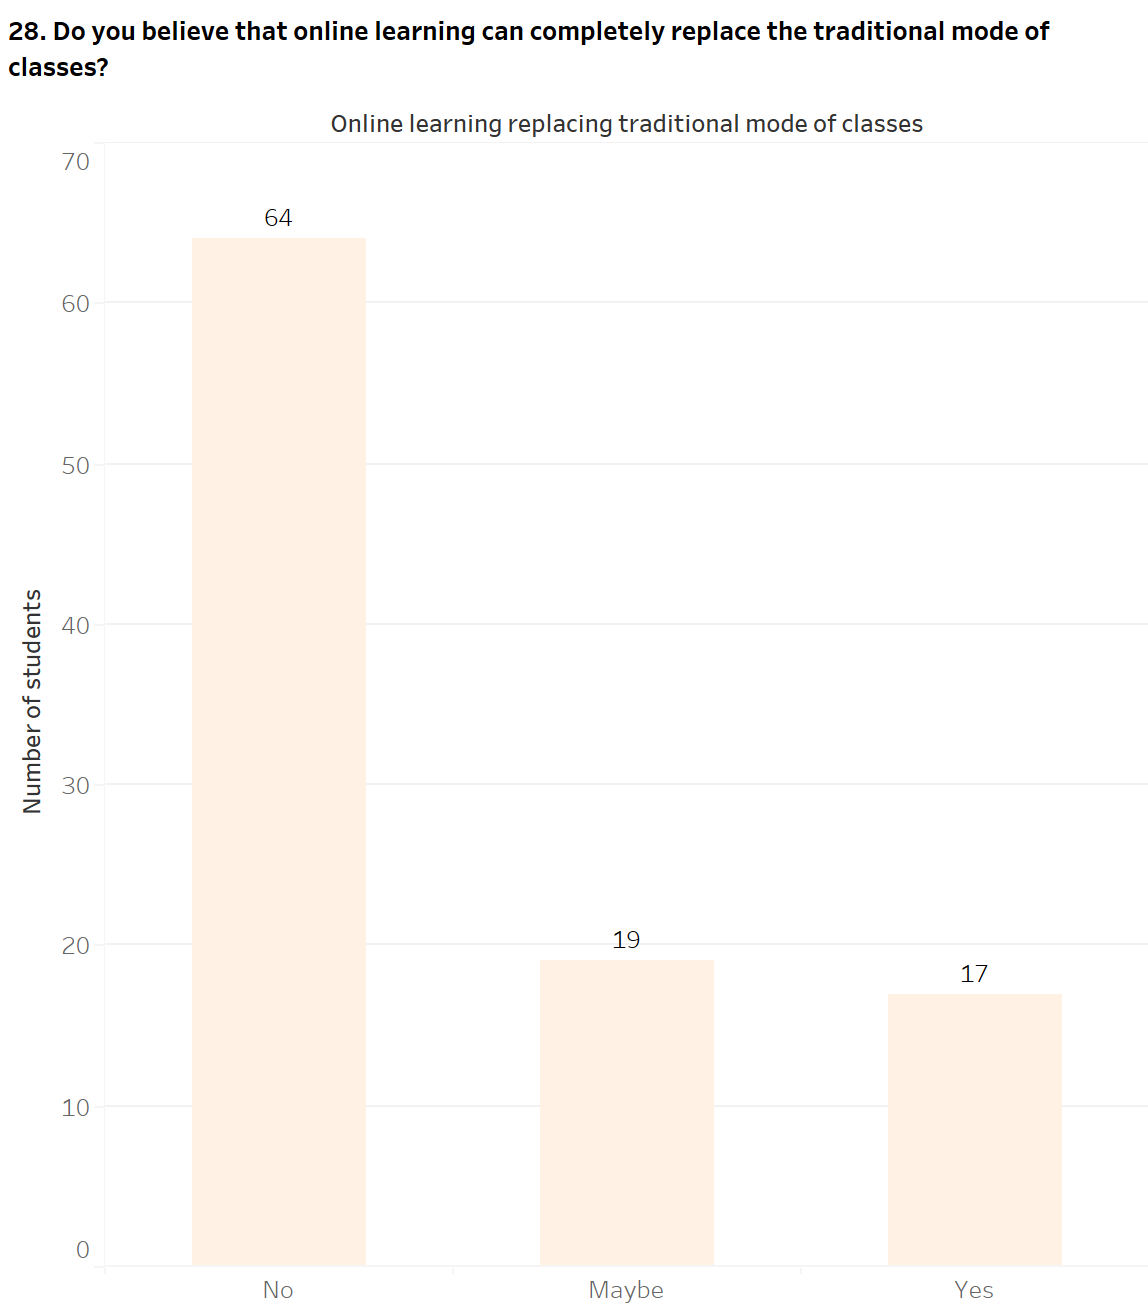 28. Do you believe that online learning can completely replace the traditional mode of
classes?
Online learning replacing traditional mode of classes
70
64
60
50
40
Number of students
30
20
19
17
10
0
No
Maybe
Yes